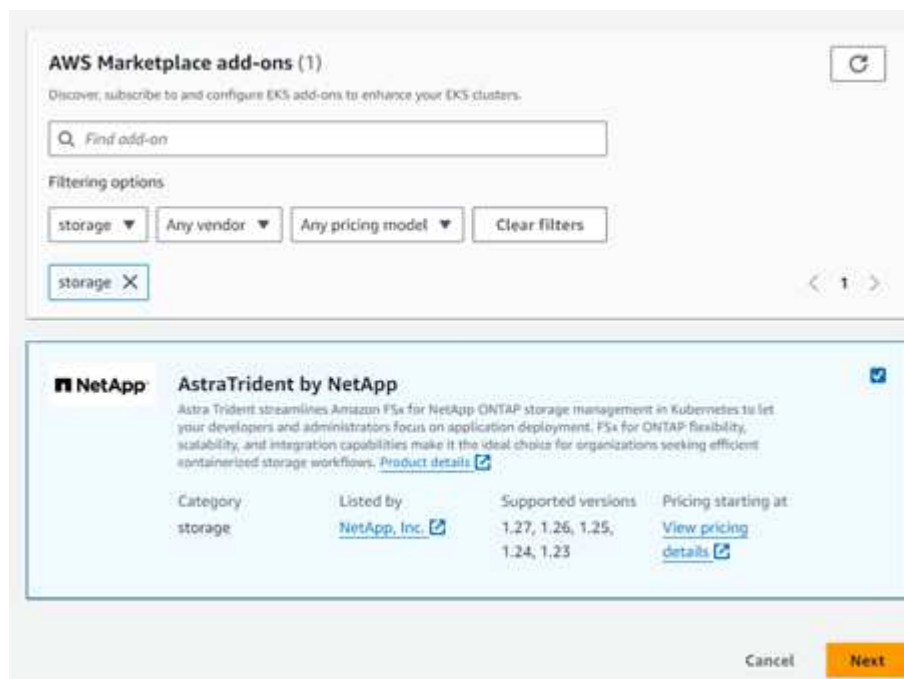 AWS Marketplace add-ons (1)
Discover, subscribe to and configure EKS add-ons to enhance your EKS clusters.
Find add-on
Filtering options
storage Any vendor Any pricing model Clear filters
storage
1
NetApp
AstraTrident by NetApp
Astra Trident streamlines Amazon FSx for NetApp ONTAP storage management in Kubernetes to let
your developers and administrators focus on application deployment. FSx for ONTAP flexibility,
scalability, and integration capabilities make it the ideal choice for organizations seeking efficient
containerized storage workflows. Product details
Category Listed by Supported versions Pricing starting at
storage NetApp, Inc. 1.27, 1.26, 1.25, View pricing
1.24, 1.23 details
Cancel Next